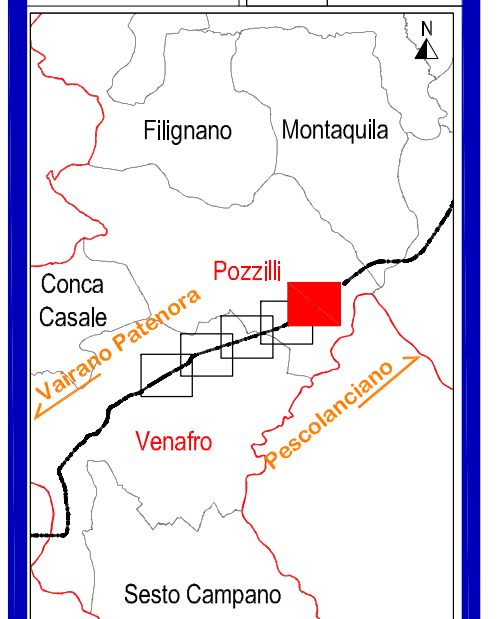 N
Filignano
Montaquila
Pozzilli
Conca
Casale
Vairano Patenora
Pescolanciano
Venafro
Sesto Campano